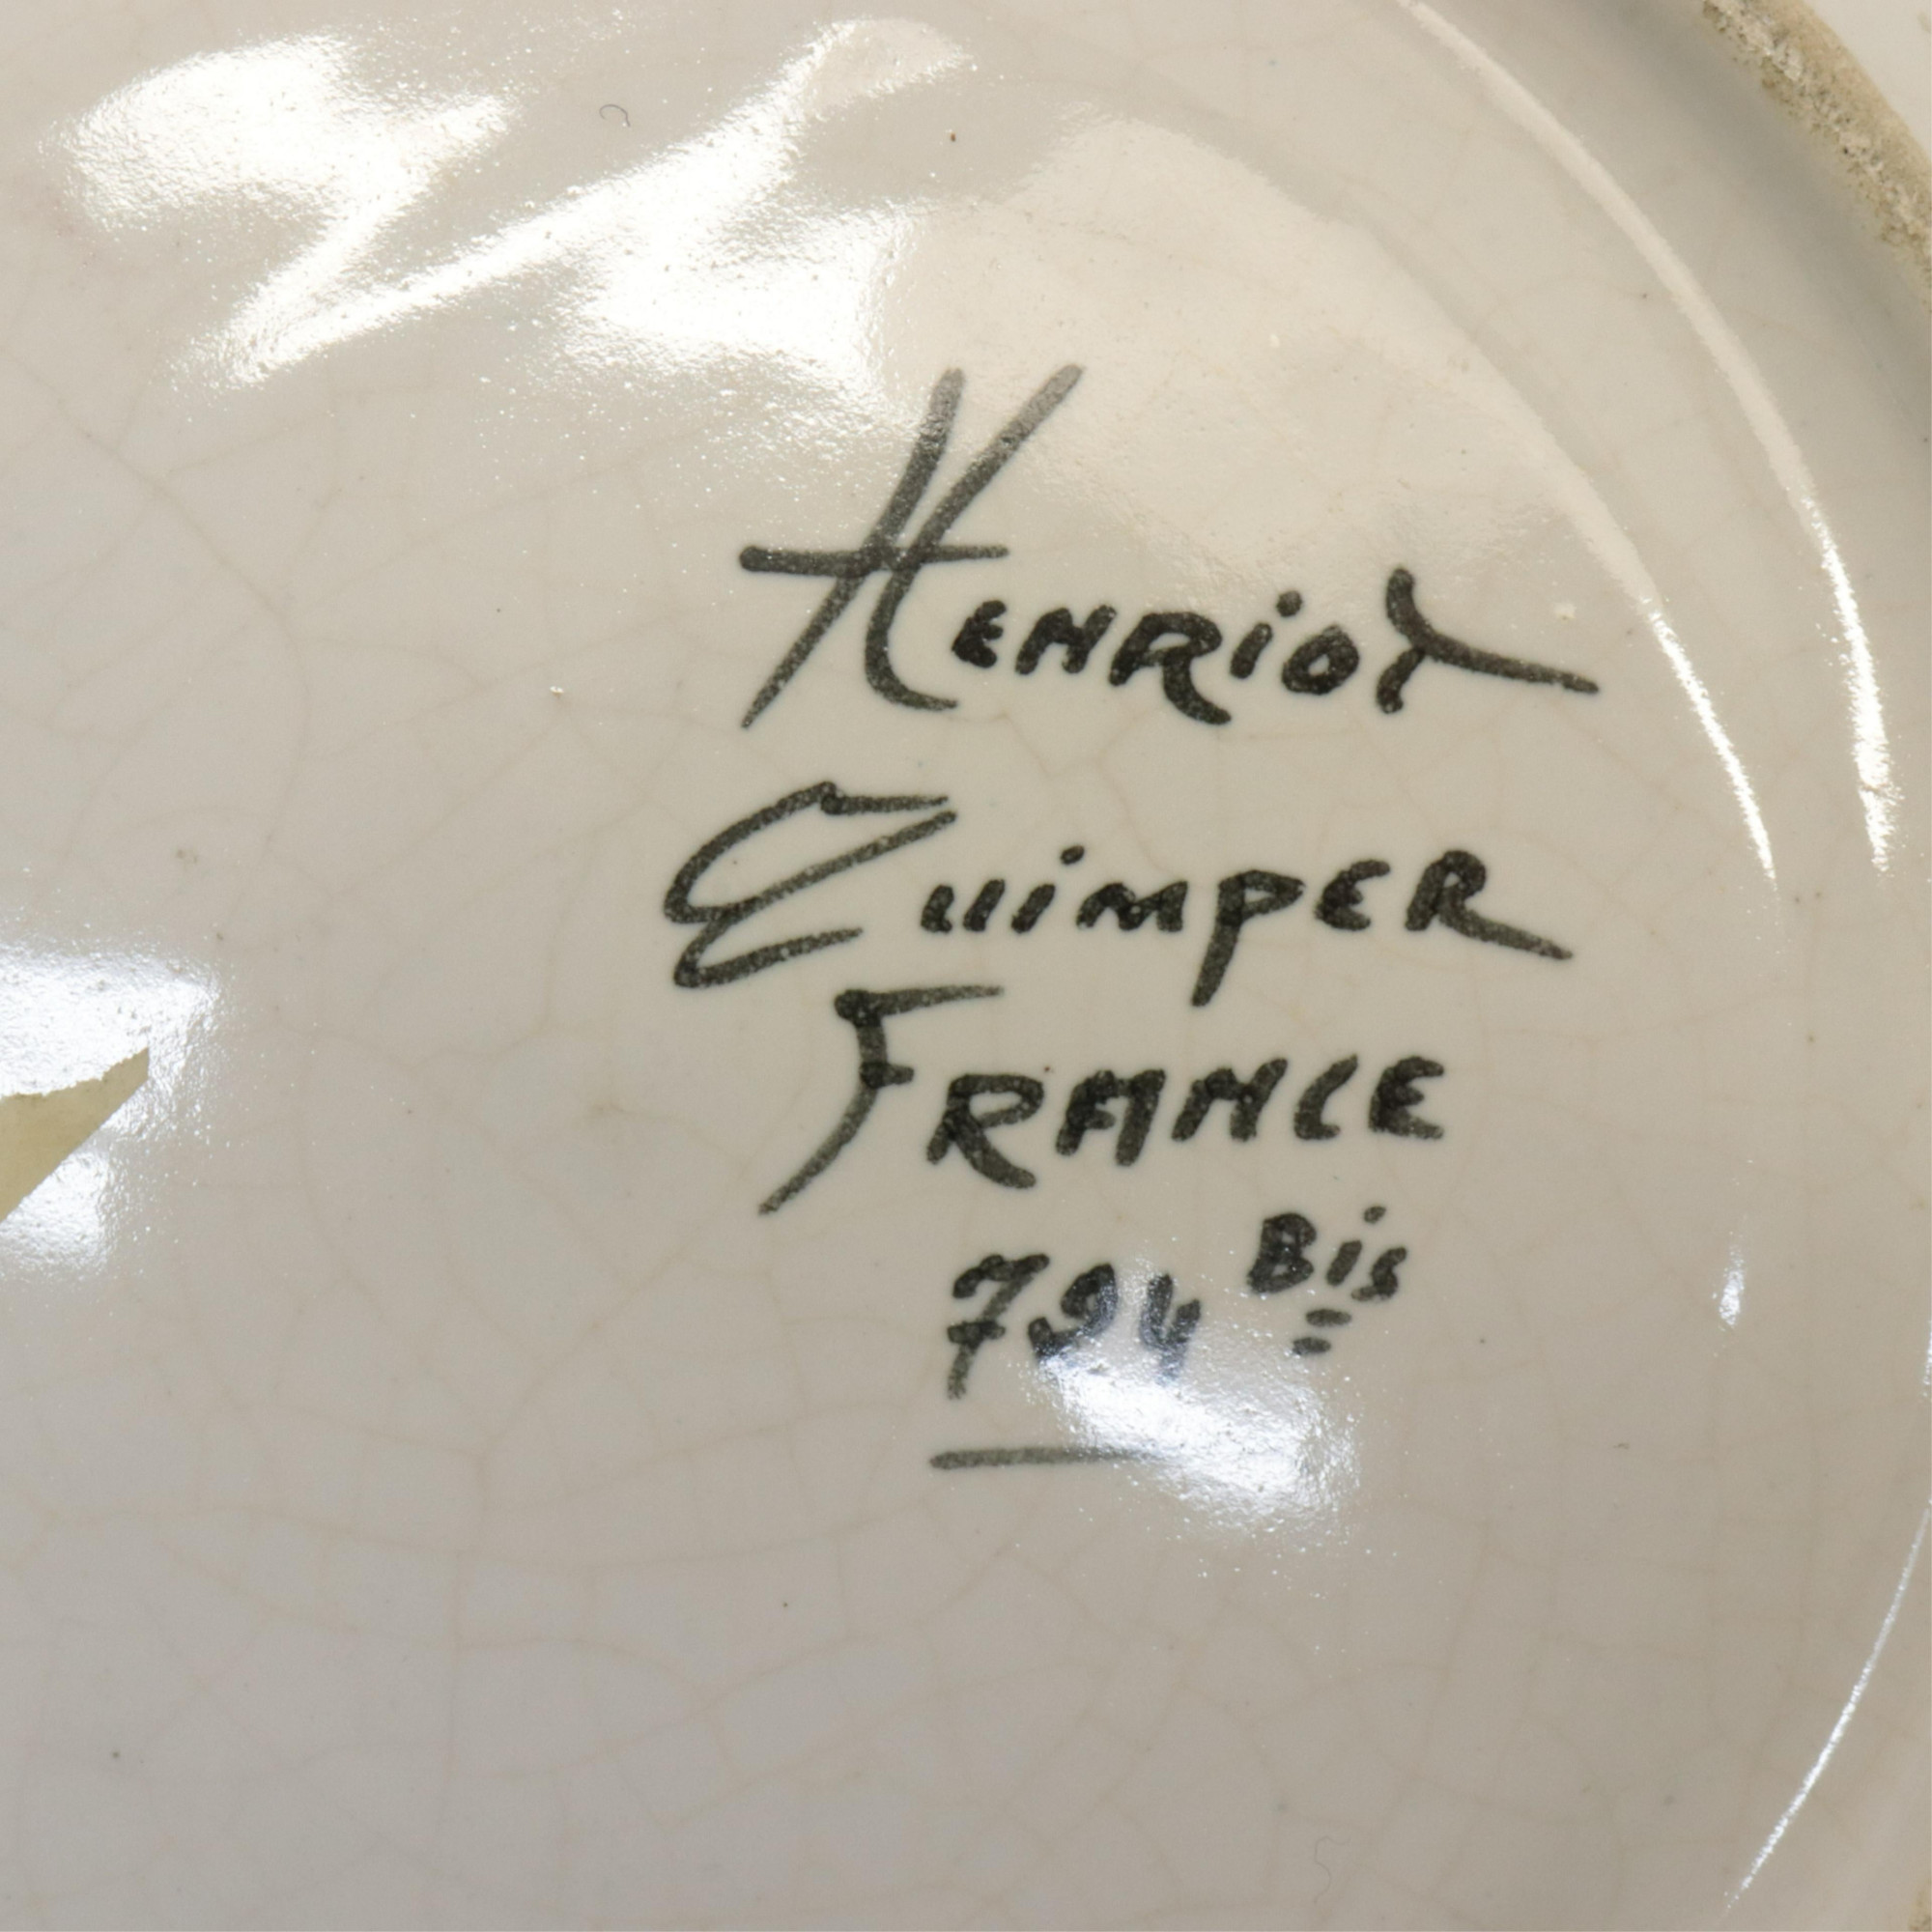 Henriot
Quimper
France
794 Bis